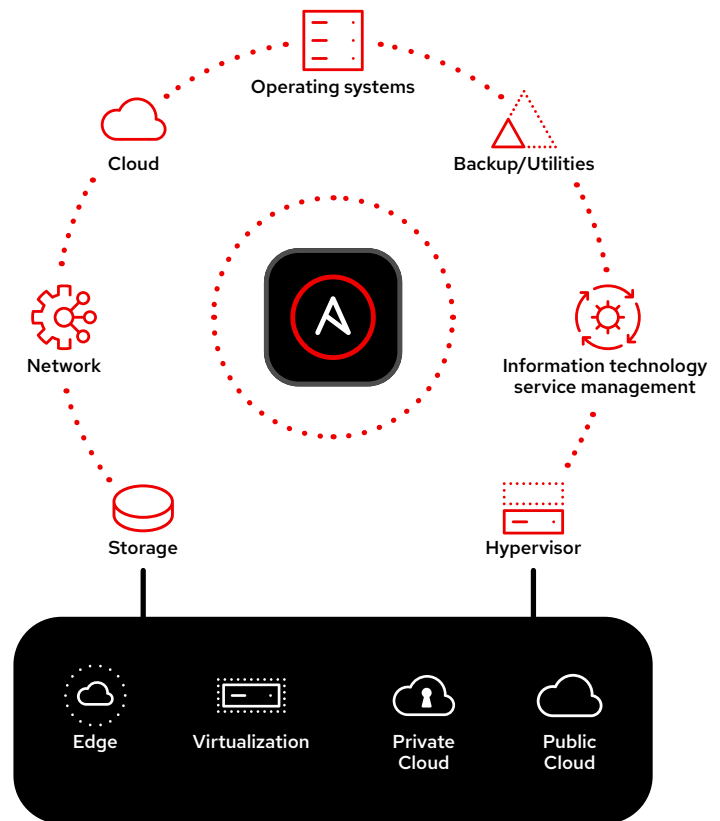 Operating systems
Cloud
Backup/Utilities
Network
Information technology
service management
Storage
Hypervisor
Edge
Virtualization
Private
Cloud
Public
Cloud